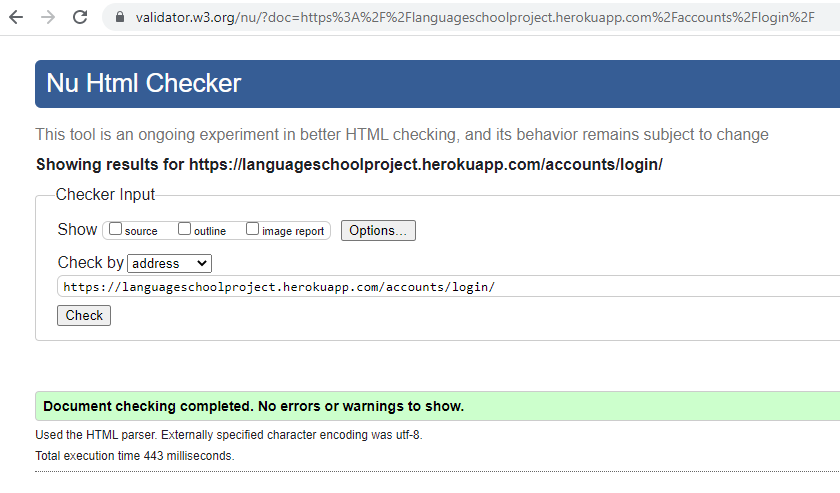 validator.w3.org/nu/?doc=https%3A%2F%2Flanguageschoolproject.herokuapp.com%2Faccounts%2Flogin%2F
Nu Html Checker
This tool is an ongoing experiment in better HTML checking, and its behavior remains subject to change
Showing results for https://languageschoolproject.herokuapp.com/accounts/login/
Checker Input
Show source outline image report Options...
Check by address
https://languageschoolproject.herokuapp.com/accounts/login/
Check
Document checking completed. No errors or warnings to show.
Used the HTML parser. Externally specified character encoding was utf-8.
Total execution time 443 milliseconds.